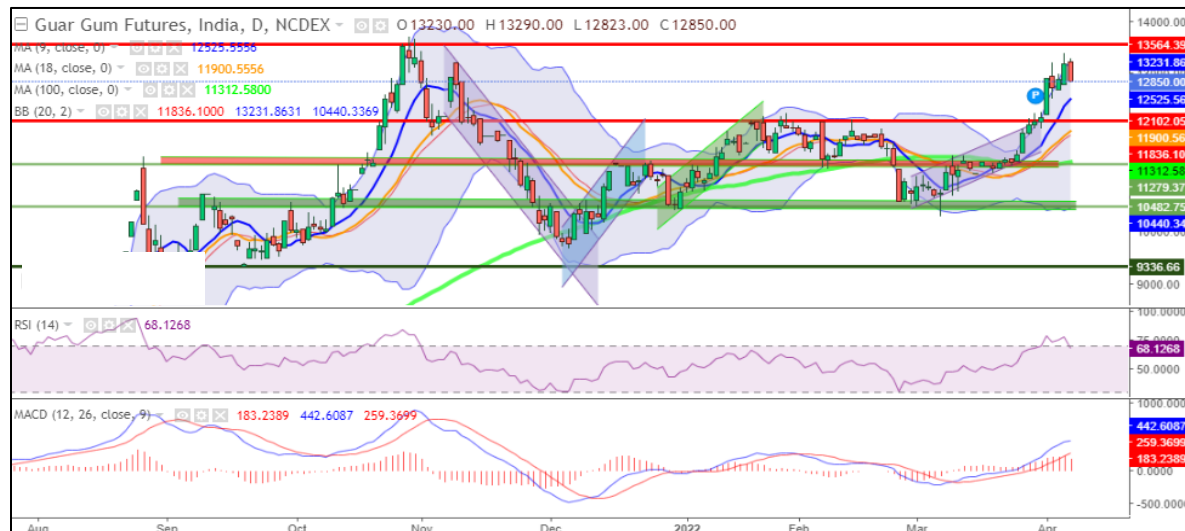 Guar Gum Futures, India, D, NCDEX O13230.00 H13290.00 L12823.00 C12850.00
MA (9, close, 0) 12525.5556
MA (18, close, 0) 11900.5556
MA (100, close, 0) 11312.5800
BB (20, 2) 11836.1000 13231.8631 10440.3369
14000.00
13564.39
13231.86
12850.00
12525.56
12102.05
11900.56
11836.10
11312.58
11279.37
10482.75
10440.34
9336.66
9000.00
P
RSI (14) 68.1268
100.0000
75.0000
68.1268
50.0000
MACD (12, 26, close, 9) 183.2389 442.6087 259.3699
1000.0000
442.6087
259.3699
183.2389
0.0000
-500.0000
Aug Sep Oct Nov Dec 2022 Feb Mar Apr